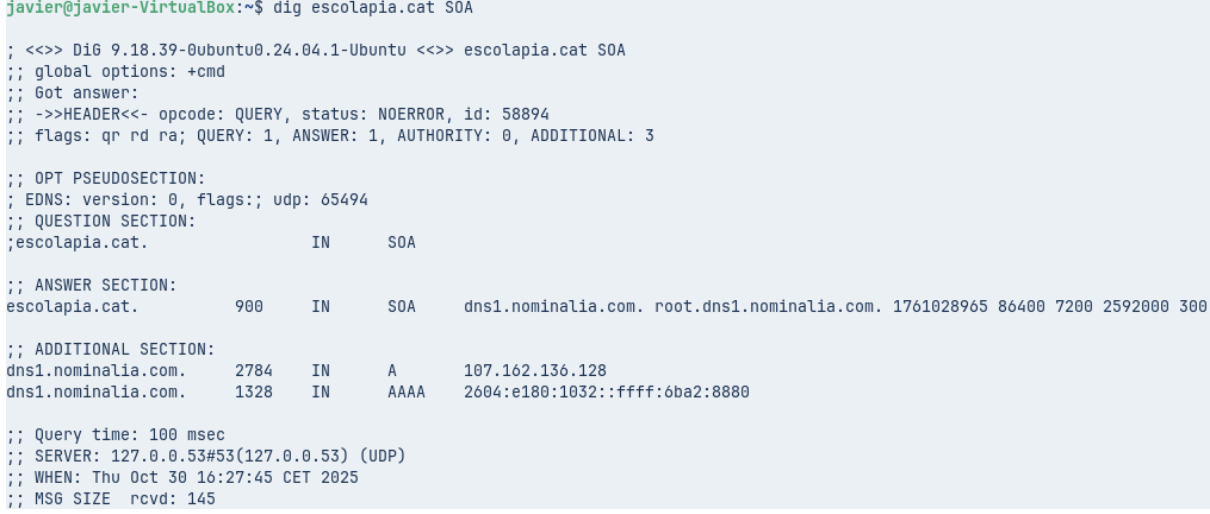 javier@javier-VirtualBox:~$ dig escolapia.cat SOA
; <<>> DiG 9.18.39-0ubuntu0.24.04.1-Ubuntu <<>> escolapia.cat SOA
;; global options: +cmd
;; Got answer:
;; ->>HEADER<<- opcode: QUERY, status: NOERROR, id: 58894
;; flags: qr rd ra; QUERY: 1, ANSWER: 1, AUTHORITY: 0, ADDITIONAL: 3
;; OPT PSEUDOSECTION:
; EDNS: version: 0, flags:; udp: 65494
;; QUESTION SECTION:
;escolapia.cat. IN SOA
;; ANSWER SECTION:
escolapia.cat. 900 IN SOA dns1.nominalia.com. root.dns1.nominalia.com. 1761028965 86400 7200 2592000 300
;; ADDITIONAL SECTION:
dns1.nominalia.com. 2784 IN A 107.162.136.128
dns1.nominalia.com. 1328 IN AAAA 2604:e180:1032::ffff:6ba2:8880
;; Query time: 100 msec
;; SERVER: 127.0.0.53#53(127.0.0.53) (UDP)
;; WHEN: Thu Oct 30 16:27:45 CET 2025
;; MSG SIZE rcvd: 145